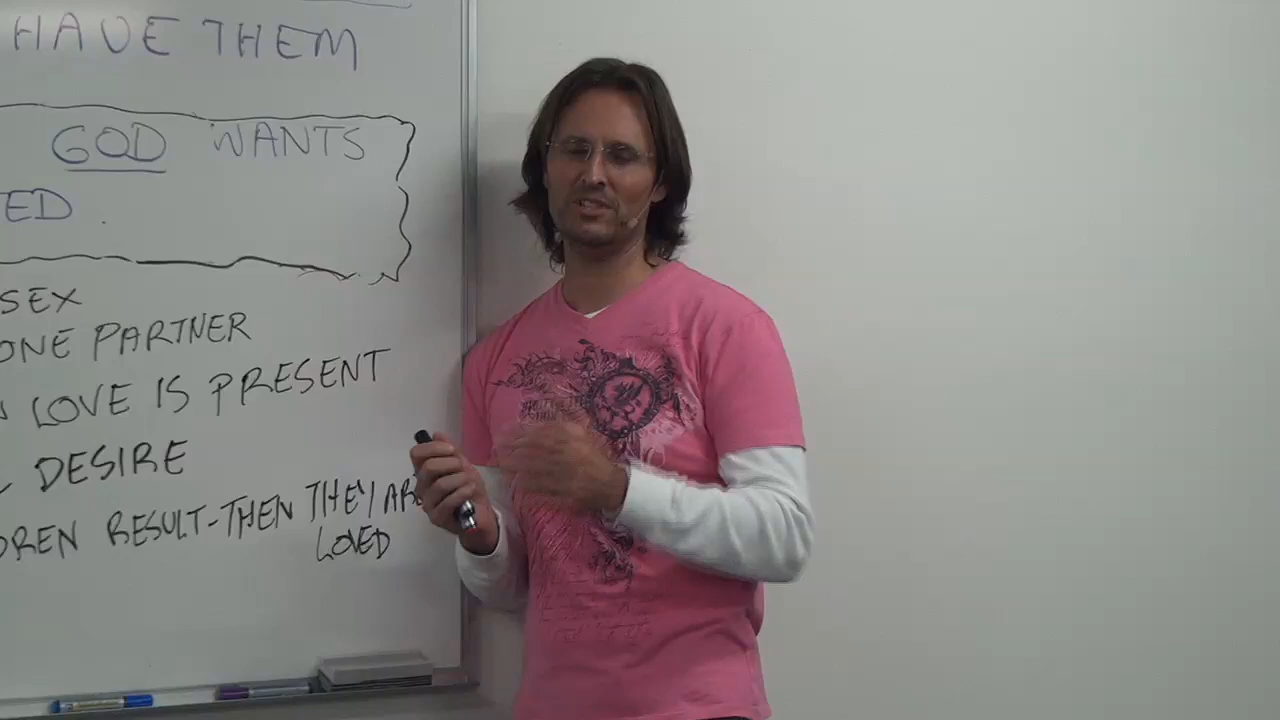 HAVE THEM
GOD WANTS
ED.
SEX
ONE PARTNER
LOVE IS PRESENT
DESIRE
DREN RESULT-THEN THEY ARE
LOVED